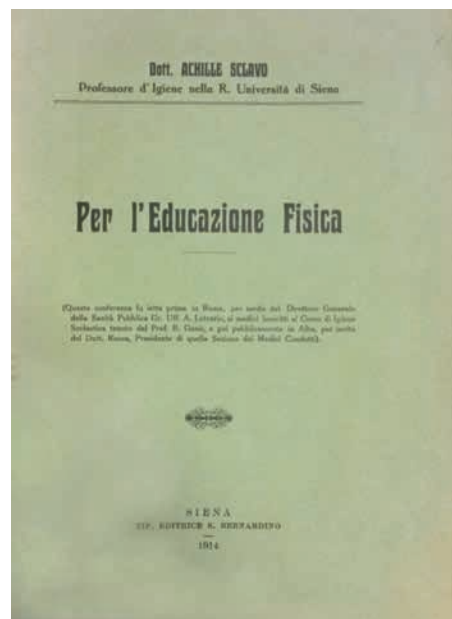 Dott. ACHILLE SCLAVO
Professore d'Igiene nella R. Università di Siena
Per l'Educazione Fisica
(Questa conferenza fu letta prima in Roma, per invito del Direttore Generale
della Sanità Pubblica Gr. Uff. A. Lutrario, ai medici inscritti al Corso di Igiene
Scolastica tenuto dal Prof. R. e poi pubblicamente in Alba, per invito
del Dott. Presidente di quella Sezione dei Medici Condotti).
SIENA
TIP. EDITRICE S. BERNARDINO
1914